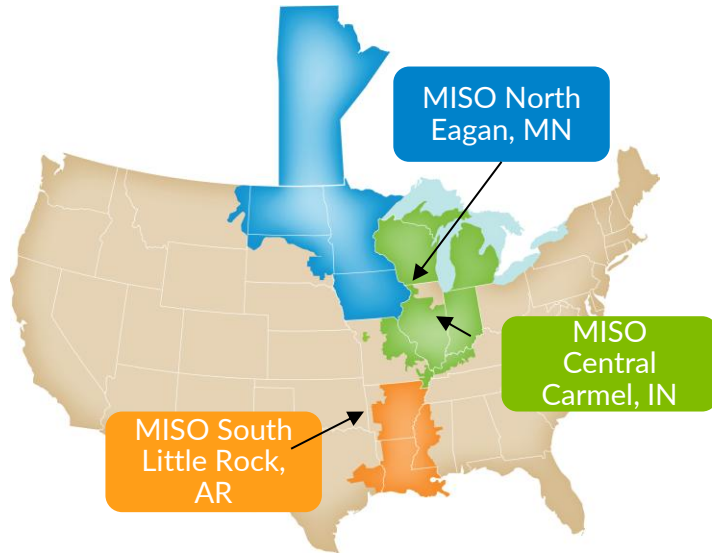 MISO North
Eagan, MN
MISO
Central
Carmel, IN
MISO South
Little Rock,
AR